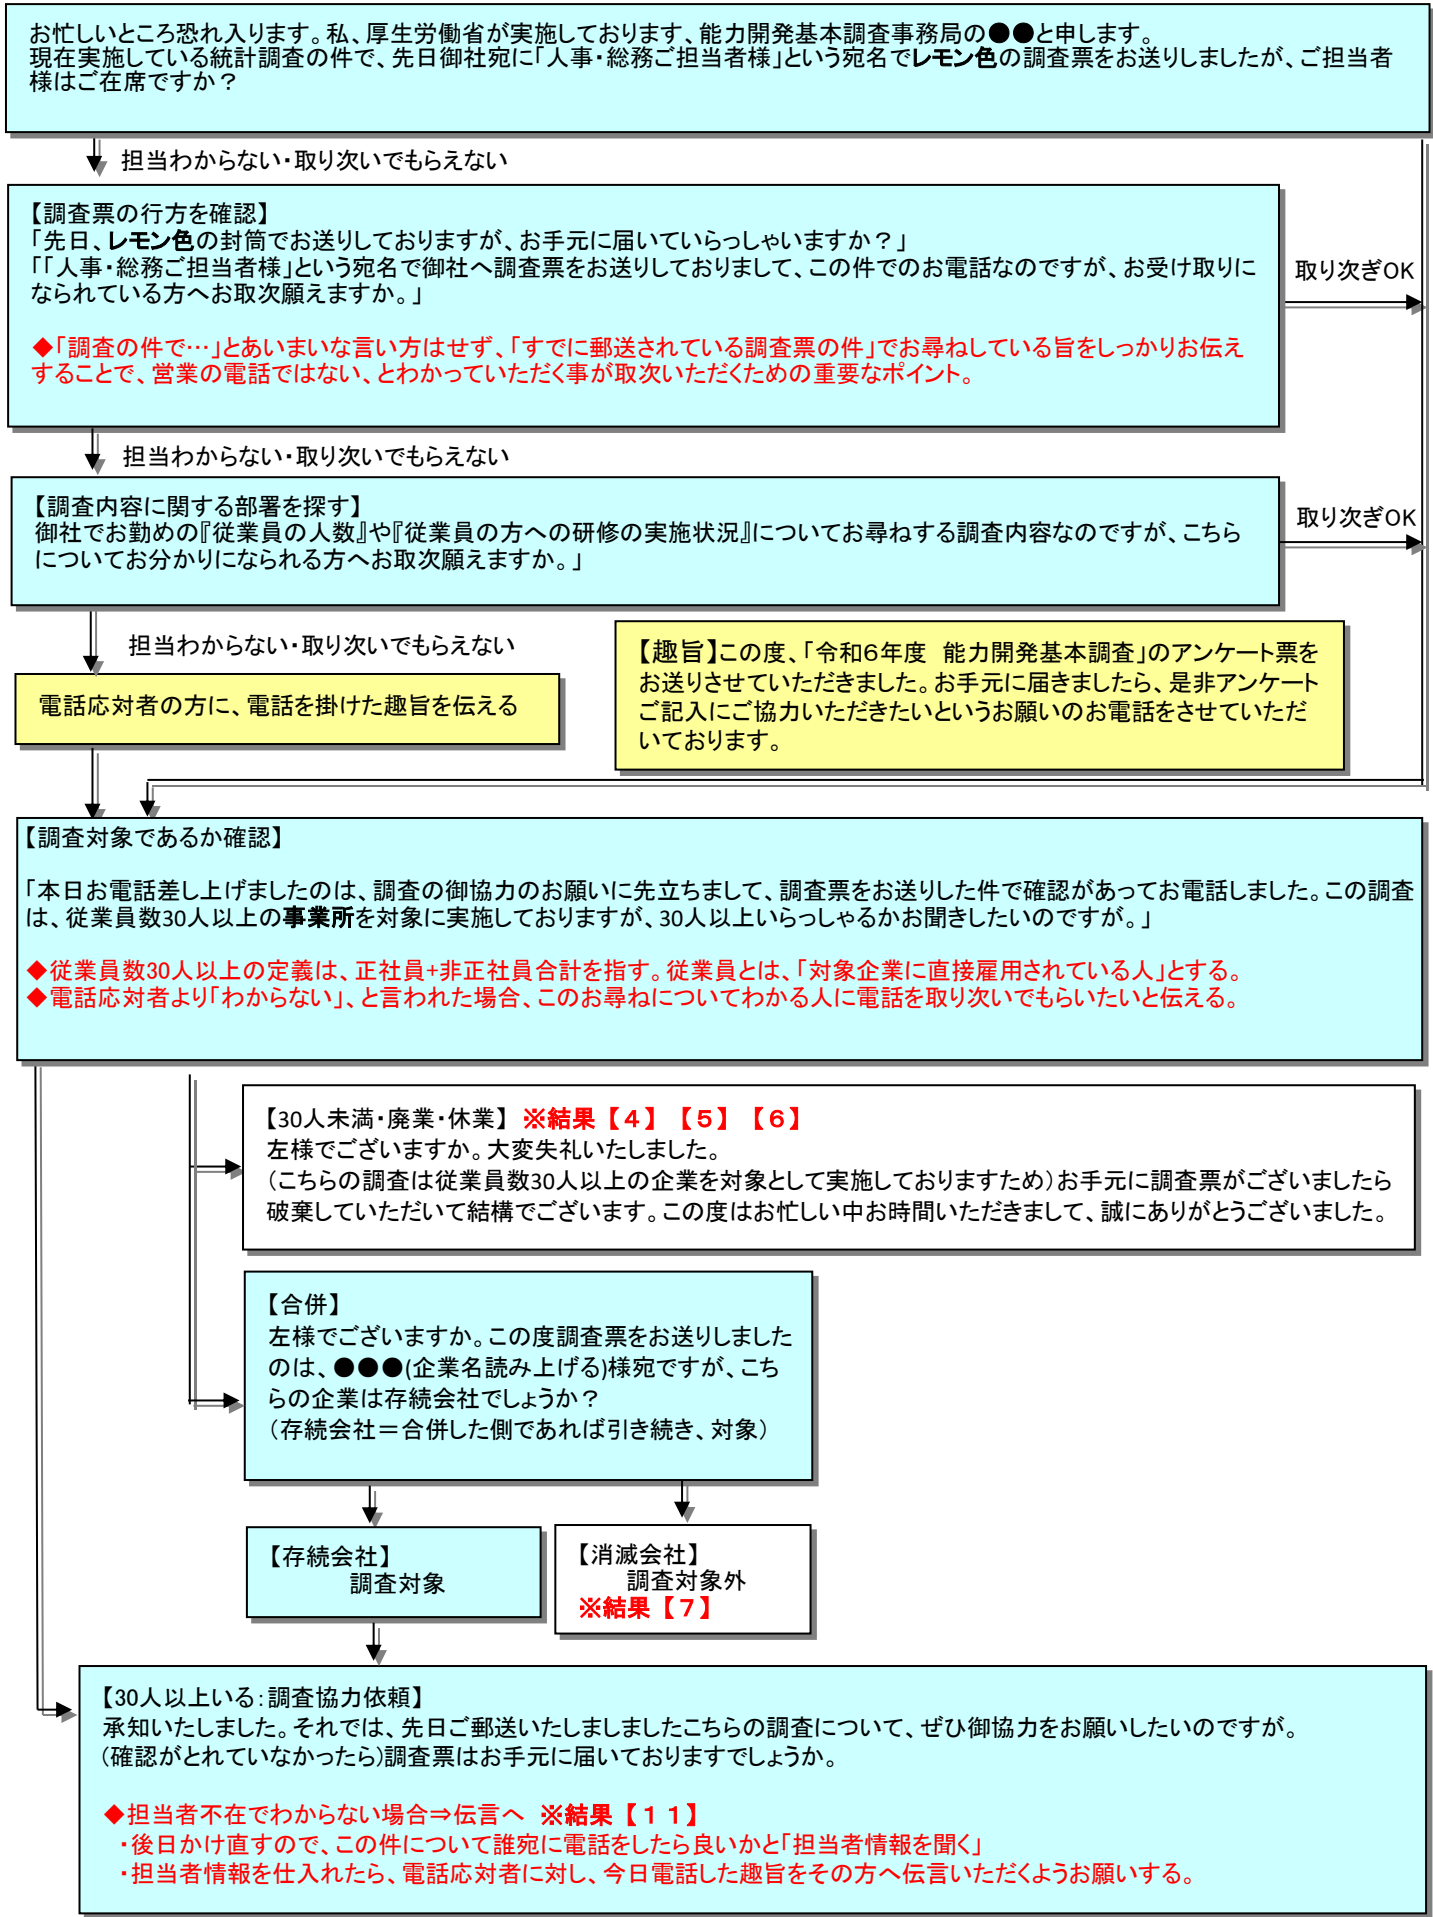 お忙しいところ恐れ入ります。私、厚生労働省が実施しております、能力開発基本調査事務局の●●と申します。
現在実施している統計調査の件で、先日御社宛に「人事・総務ご担当者様」という宛名でレモン色の調査票をお送りしましたが、ご担当者
様はご在席ですか？
担当わからない・取り次いでもらえない
【調査票の行方を確認】
「先日、レモン色の封筒でお送りしておりますが、お手元に届いていらっしゃいますか？」
「「人事・総務ご担当者様」という宛名で御社へ調査票をお送りしておりまして、この件でのお電話なのですが、お受け取りに
なられている方へお取次願えますか。」
◆「調査の件で…」とあいまいな言い方はせず、「すでに郵送されている調査票の件」でお尋ねしている旨をしっかりお伝え
することで、営業の電話ではない、とわかっていただく事が取次いただくための重要なポイント。
取り次ぎOK
担当わからない・取り次いでもらえない
【調査内容に関する部署を探す】
御社でお勤めの『従業員の人数』や『従業員の方への研修の実施状況』についてお尋ねする調査内容なのですが、こちら
についてお分かりになられる方へお取次願えますか。」
取り次ぎOK
担当わからない・取り次いでもらえない
電話応対者の方に、電話を掛けた趣旨を伝える
【趣旨】この度、「令和6年度　能力開発基本調査」のアンケート票を
お送りさせていただきました。お手元に届きましたら、是非アンケート
ご記入にご協力いただきたいというお願いのお電話をさせていただ
いております。
【調査対象であるか確認】
「本日お電話差し上げましたのは、調査の御協力のお願いに先立ちまして、調査票をお送りした件で確認があってお電話しました。この調査
は、従業員数30人以上の事業所を対象に実施しておりますが、30人以上いらっしゃるかお聞きしたいのですが。」
◆従業員数30人以上の定義は、正社員+非正社員合計を指す。従業員とは、「対象企業に直接雇用されている人」とする。
◆電話応対者より「わからない」、と言われた場合、このお尋ねについてわかる人に電話を取り次いでもらいたいと伝える。
【30人未満・廃業・休業】 ※結果【４】【５】【６】
左様でございますか。大変失礼いたしました。
（こちらの調査は従業員数30人以上の企業を対象として実施しておりますため）お手元に調査票がございましたら
破棄していただいて結構でございます。この度はお忙しい中お時間いただきまして、誠にありがとうございました。
【合併】
左様でございますか。この度調査票をお送りしました
のは、●●●(企業名読み上げる)様宛ですが、こち
らの企業は存続会社でしょうか？
（存続会社＝合併した側であれば引き続き、対象）
【存続会社】
調査対象
【消滅会社】
調査対象外
※結果【７】
【30人以上いる：調査協力依頼】
承知いたしました。それでは、先日ご郵送いたしましましたこちらの調査について、ぜひ御協力をお願いしたいのですが。
(確認がとれていなかったら)調査票はお手元に届いておりますでしょうか。
◆担当者不在でわからない場合⇒伝言へ ※結果【１１】
・後日かけ直すので、この件について誰宛に電話をしたら良いかと「担当者情報を聞く」
・担当者情報を仕入れたら、電話応対者に対し、今日電話した趣旨をその方へ伝言いただくようお願いする。